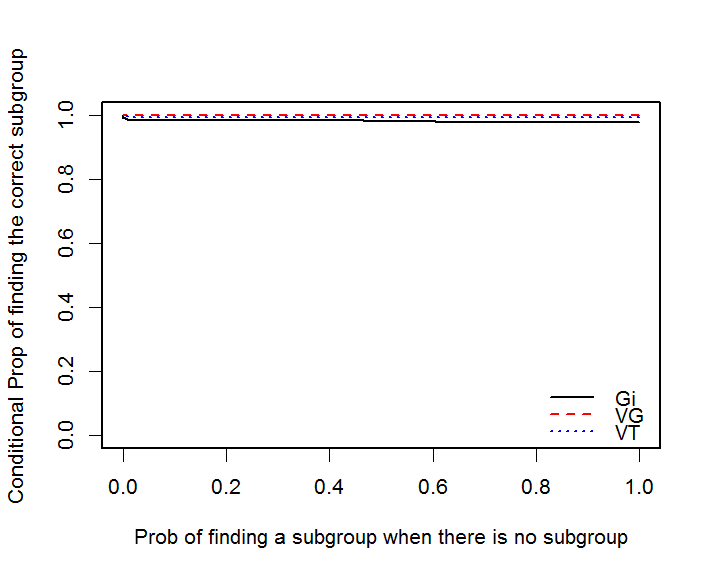 Conditional Prop of finding the correct subgroup
1.0
0.8
0.6
0.4
0.2
0.0
Gi
VG
VT
0.0 0.2 0.4 0.6 0.8 1.0
Prob of finding a subgroup when there is no subgroup